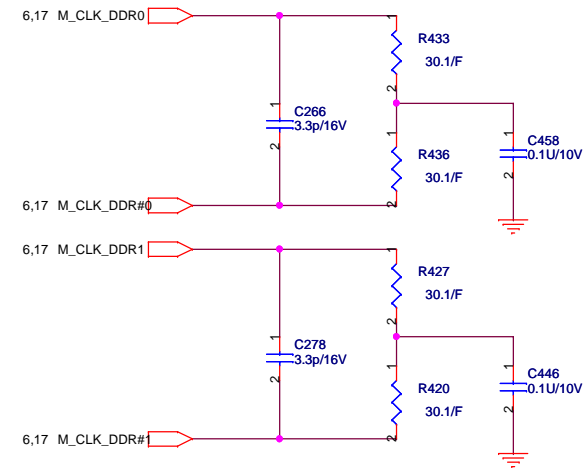 6,17 M_CLK_DDR0
1
R433
30.1/F
2
1
C266
3.3p/16V
2
1
C458
0.1U/10V
2
1
R436
30.1/F
2
6,17 M_CLK_DDR#0
6,17 M_CLK_DDR1
1
R427
30.1/F
2
1
C278
3.3p/16V
2
1
C446
0.1U/10V
2
1
R420
30.1/F
2
6,17 M_CLK_DDR#1